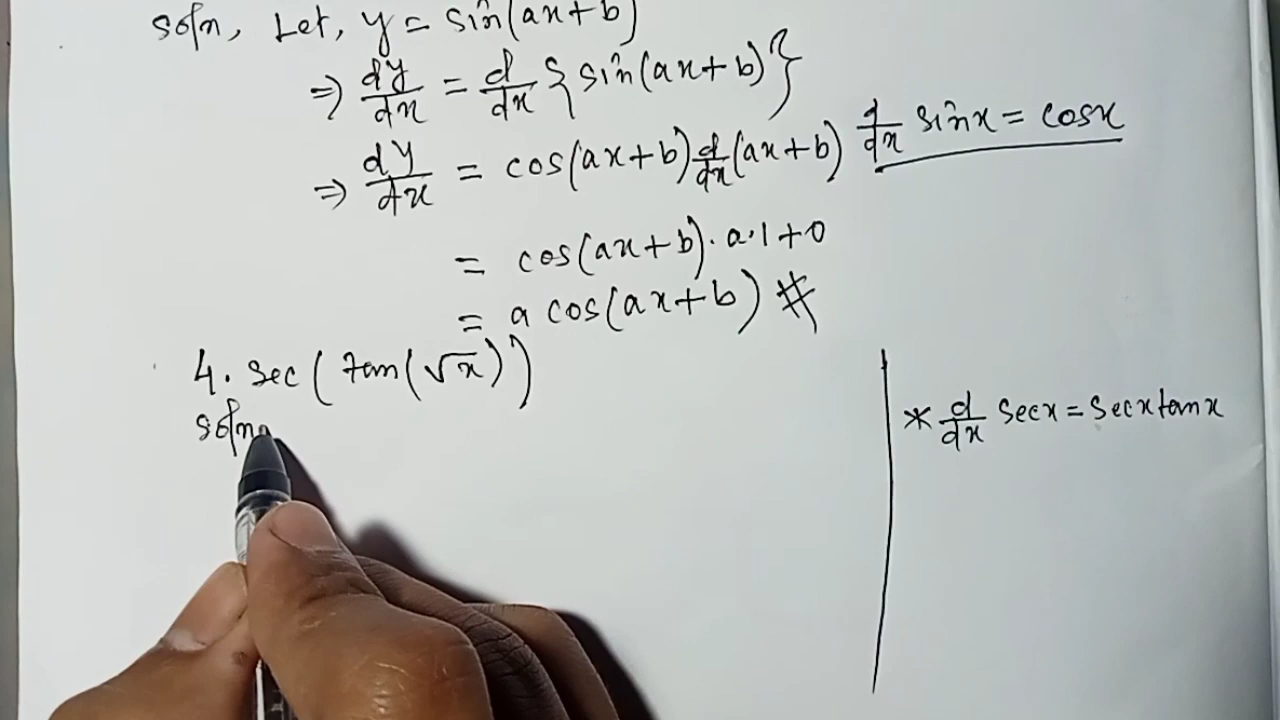 soln, Let, y = sin(ax+b)
⇒ dy/dx = d/dx {sin(ax+b)}
⇒ dy/dx = cos(ax+b) d/dx (ax+b) d/dx sinx = cosx
= cos(ax+b)·a·1+0
= a cos(ax+b) #
4. sec(tan(√x))
soln
* d/dx secx = secx tanx